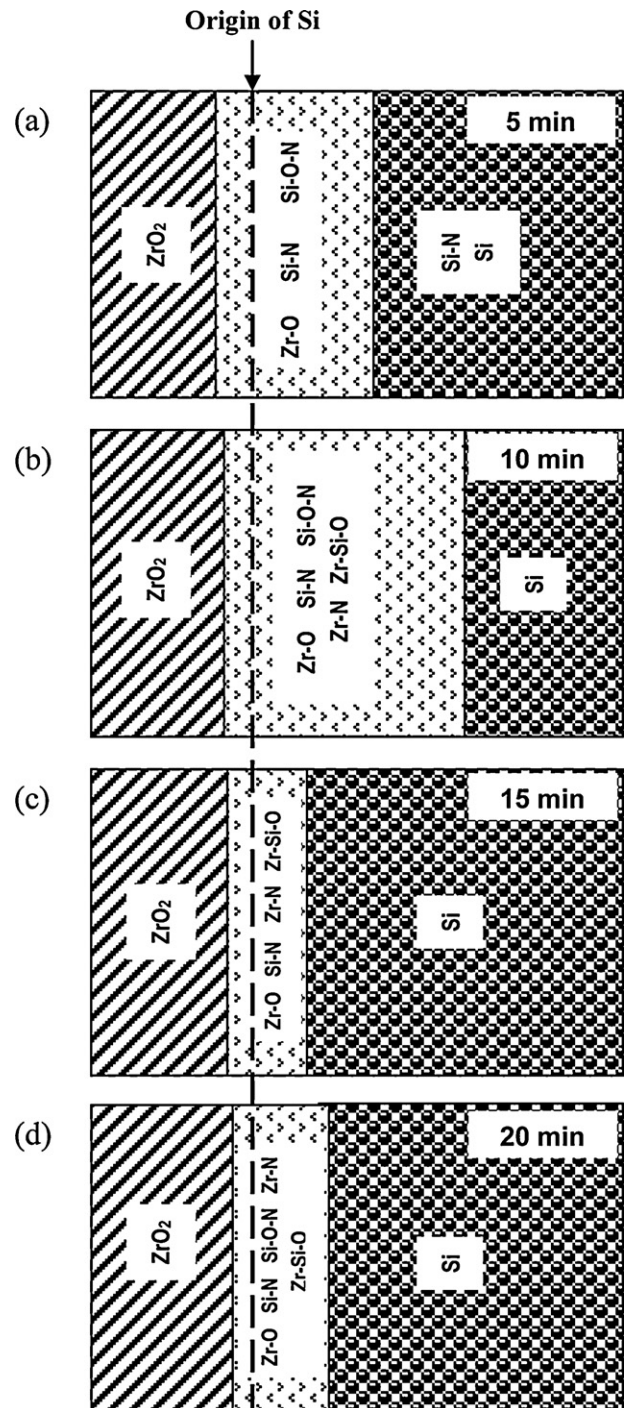 Origin of Si
(a)
5 min
ZrO₂
Zr-O Si-N Si-O-N
Si-N
Si
(b)
10 min
ZrO₂
Zr-O Si-N Si-O-N
Zr-N Zr-Si-O
Si
(c)
15 min
ZrO₂
Zr-O Si-N Zr-N Zr-Si-O
Si
(d)
20 min
ZrO₂
Zr-O Si-N Si-O-N Zr-N
Zr-Si-O
Si